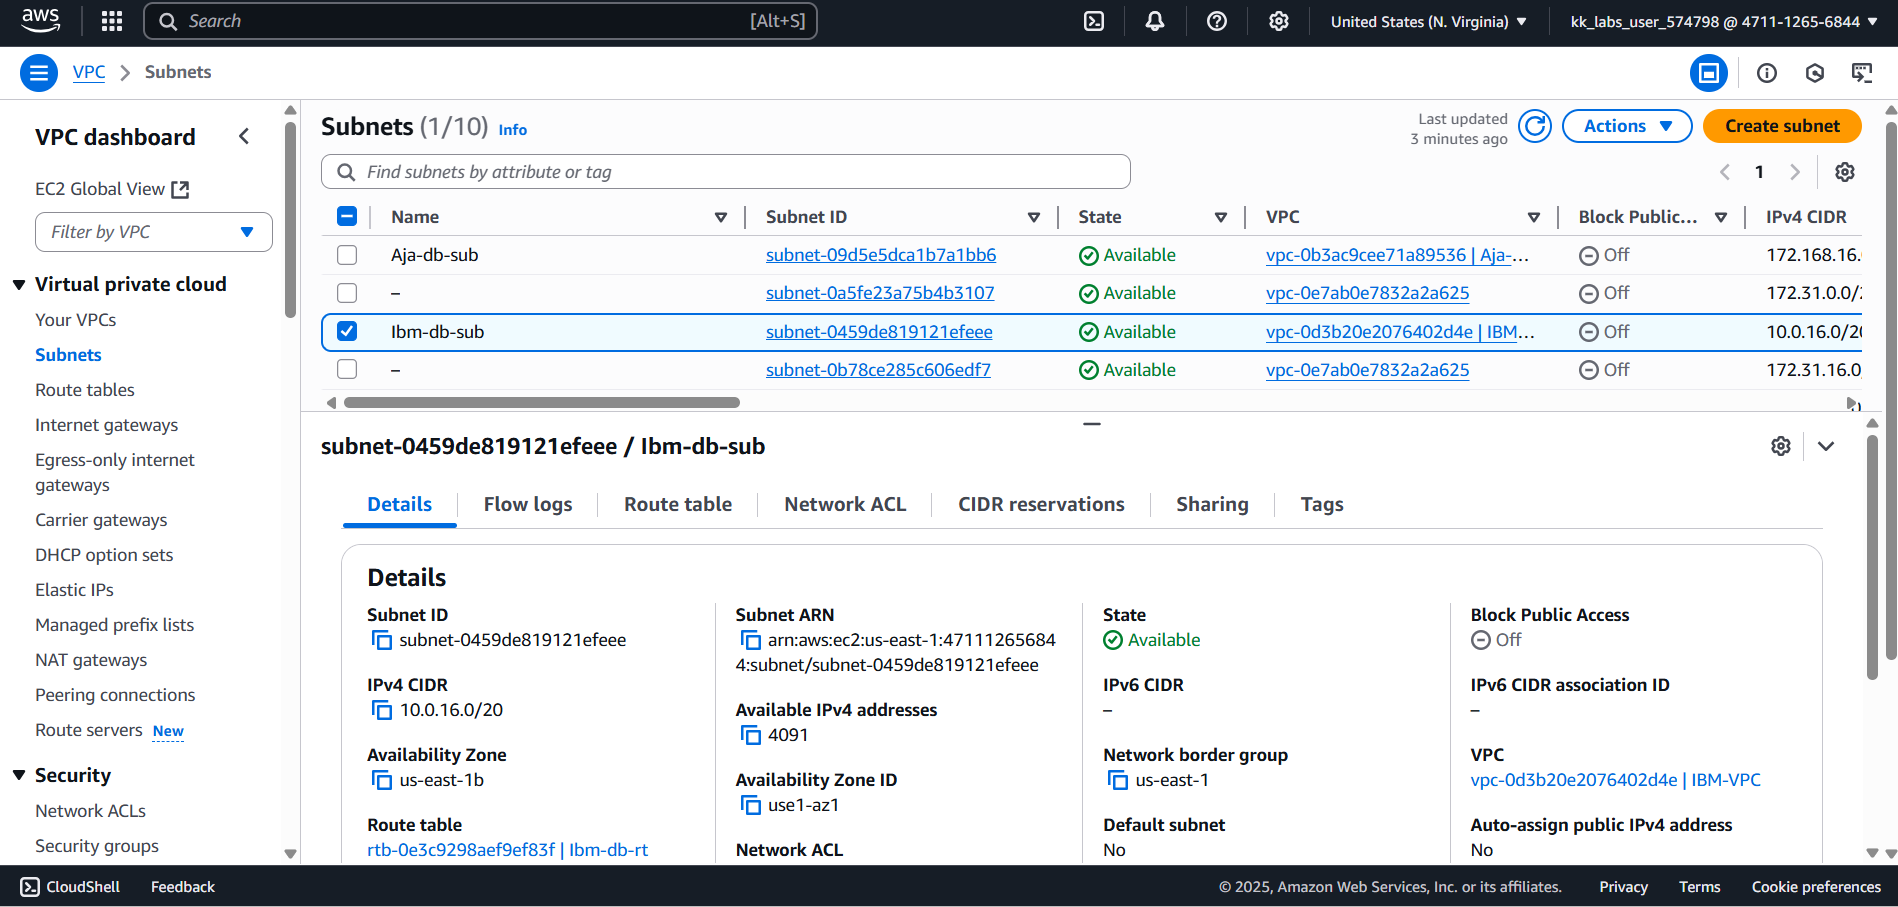 aws Search [Alt+S] United States (N. Virginia) ▼ kk_labs_user_574798 @ 4711-1265-6844 ▼
VPC > Subnets
VPC dashboard
EC2 Global View
Filter by VPC
Virtual private cloud
Your VPCs
Subnets
Route tables
Internet gateways
Egress-only internet
gateways
Carrier gateways
DHCP option sets
Elastic IPs
Managed prefix lists
NAT gateways
Peering connections
Route servers New
Security
Network ACLs
Security groups
Subnets (1/10) Info
Last updated
3 minutes ago
Actions ▼
Create subnet
Find subnets by attribute or tag
1
Name Subnet ID State VPC Block Public... IPv4 CIDR
Aja-db-sub subnet-09d5e5dca1b7a1bb6 Available vpc-0b3ac9cee71a89536 | Aja-... Off 172.168.16.
– subnet-0a5fe23a75b4b3107 Available vpc-0e7ab0e7832a2a625 Off 172.31.0.0/
Ibm-db-sub subnet-0459de819121efeee Available vpc-0d3b20e2076402d4e | IBM... Off 10.0.16.0/20
– subnet-0b78ce285c606edf7 Available vpc-0e7ab0e7832a2a625 Off 172.31.16.0
subnet-0459de819121efeee / Ibm-db-sub
Details Flow logs Route table Network ACL CIDR reservations Sharing Tags
Details
Subnet ID
subnet-0459de819121efeee
IPv4 CIDR
10.0.16.0/20
Availability Zone
us-east-1b
Route table
rtb-0e3c9298aef9ef83f | Ibm-db-rt
Subnet ARN
arn:aws:ec2:us-east-1:47111265684
4:subnet/subnet-0459de819121efeee
Available IPv4 addresses
4091
Availability Zone ID
use1-az1
Network ACL
State
Available
IPv6 CIDR
–
Network border group
us-east-1
Default subnet
No
Block Public Access
Off
IPv6 CIDR association ID
–
VPC
vpc-0d3b20e2076402d4e | IBM-VPC
Auto-assign public IPv4 address
No
CloudShell Feedback © 2025, Amazon Web Services, Inc. or its affiliates. Privacy Terms Cookie preferences